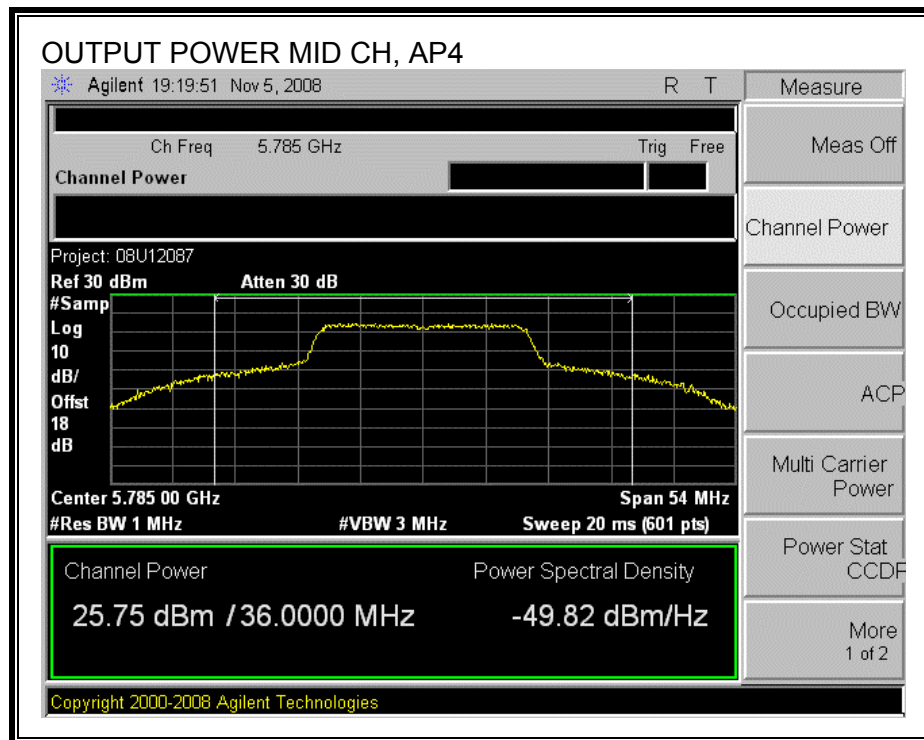 OUTPUT POWER MID CH, AP4
Agilent 19:19:51 Nov 5, 2008
R T
Measure
Ch Freq 5.785 GHz
Trig Free
Channel Power
Project: 08U12087
Ref 30 dBm
Atten 30 dB
#Samp
Log
10
dB/
Offst
18
dB
Center 5.785 00 GHz
Span 54 MHz
#Res BW 1 MHz
#VBW 3 MHz
Sweep 20 ms (601 pts)
Channel Power
Power Spectral Density
25.75 dBm / 36.0000 MHz
-49.82 dBm/Hz
Copyright 2000-2008 Agilent Technologies
Meas Off
Channel Power
Occupied BW
ACP
Multi Carrier
Power
Power Stat
CCDF
More
1 of 2